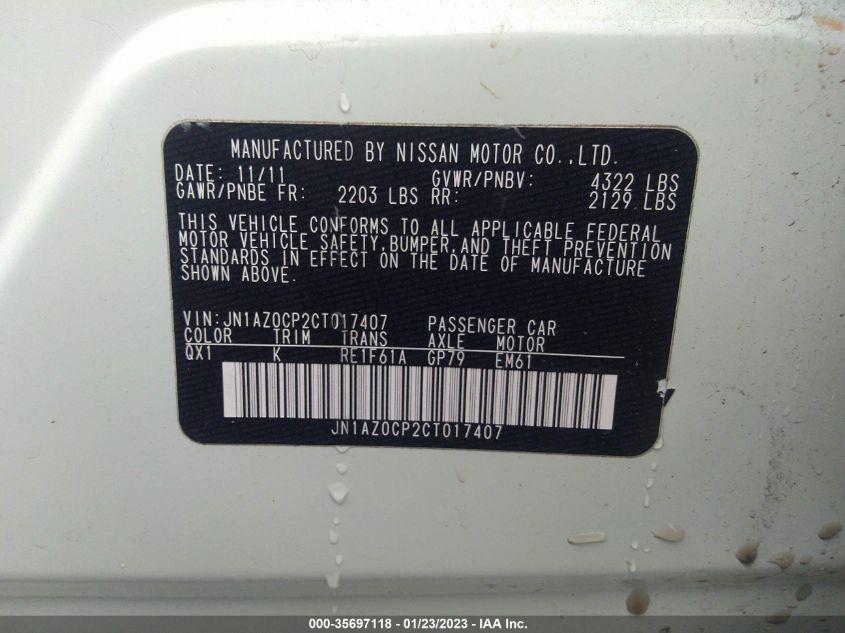 MANUFACTURED BY NISSAN MOTOR CO.,LTD.
DATE: 11/11 GVWR/PNBV: 4322 LBS
GAWR/PNBE FR: 2203 LBS RR: 2129 LBS
THIS VEHICLE CONFORMS TO ALL APPLICABLE FEDERAL
MOTOR VEHICLE SAFETY,BUMPER,AND THEFT PREVENTION
STANDARDS IN EFFECT ON THE DATE OF MANUFACTURE
SHOWN ABOVE.
VIN:JN1AZ0CP2CT017407 PASSENGER CAR
COLOR TRIM TRANS AXLE MOTOR
QX1 K RE1F61A GP79 EM61
JN1AZ0CP2CT017407
000-35697118 - 01/23/2023 - IAA Inc.